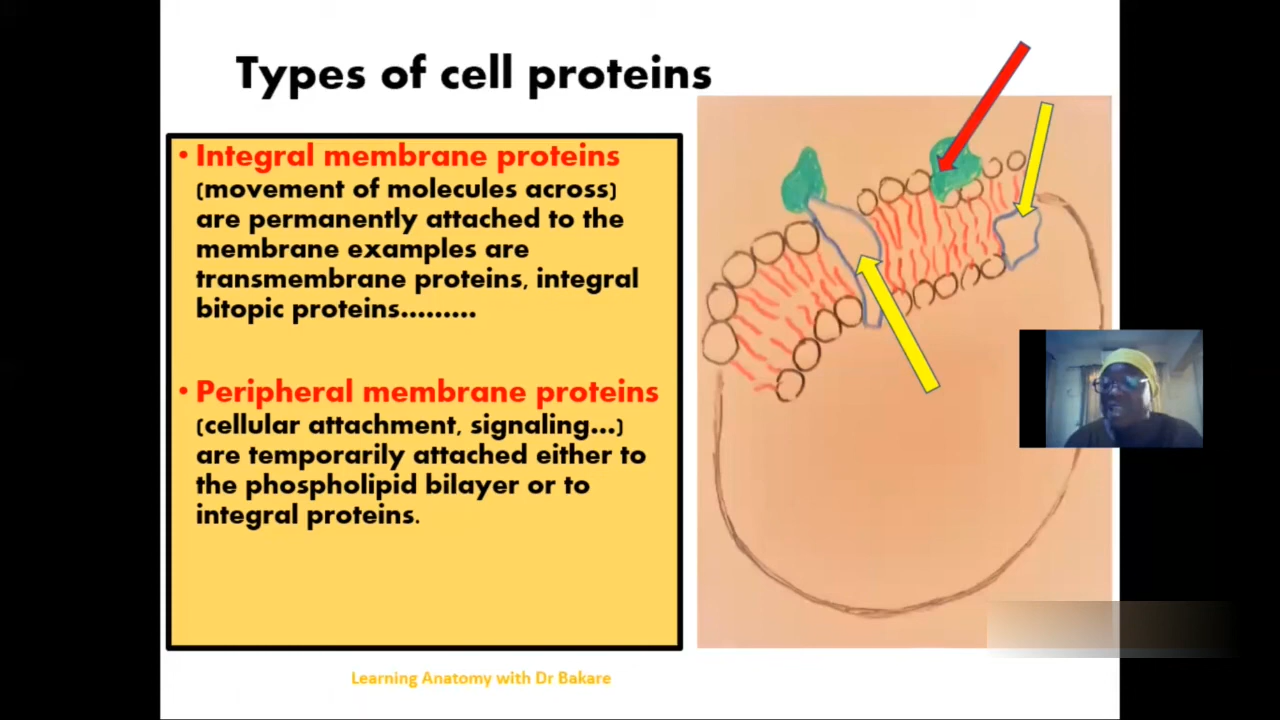 Types of cell proteins
• Integral membrane proteins
(movement of molecules across)
are permanently attached to the
membrane examples are
transmembrane proteins, integral
bitopic proteins.........
• Peripheral membrane proteins
(cellular attachment, signaling...)
are temporarily attached either to
the phospholipid bilayer or to
integral proteins.
Learning Anatomy with Dr Bakare